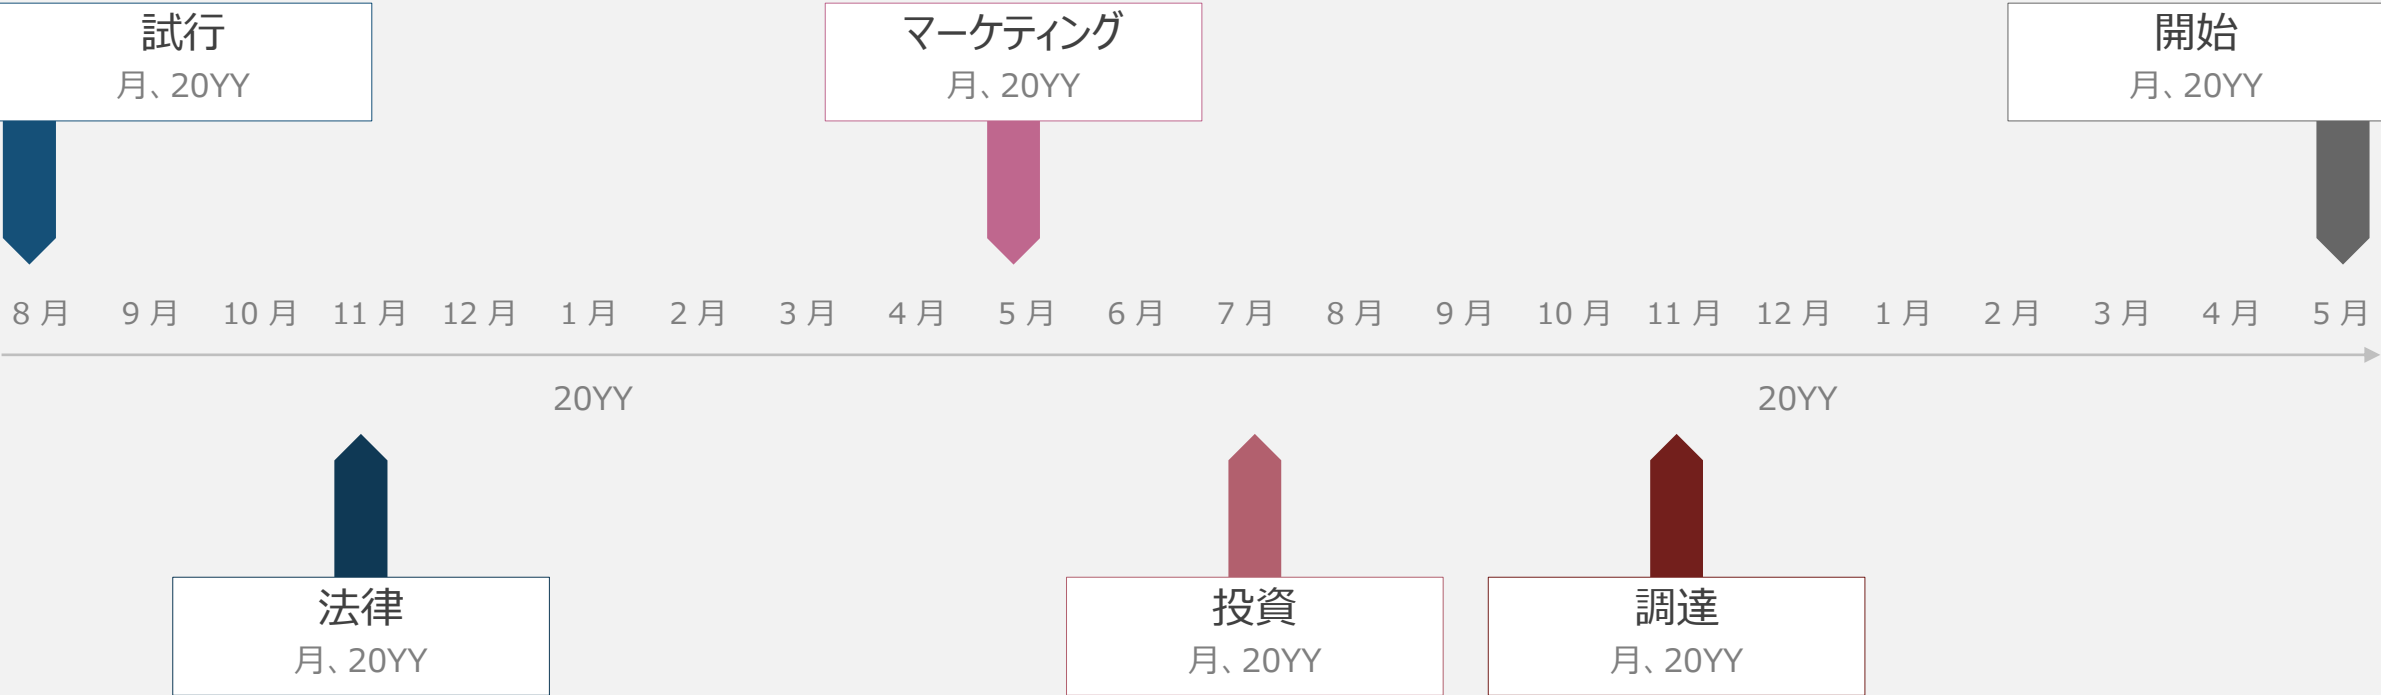 試行
月、20YY
マーケティング
月、20YY
開始
月、20YY
8 月 9 月 10 月 11 月 12 月 1 月 2 月 3 月 4 月 5 月 6 月 7 月 8 月 9 月 10 月 11 月 12 月 1 月 2 月 3 月 4 月 5 月
20YY 20YY
法律
月、20YY
投資
月、20YY
調達
月、20YY